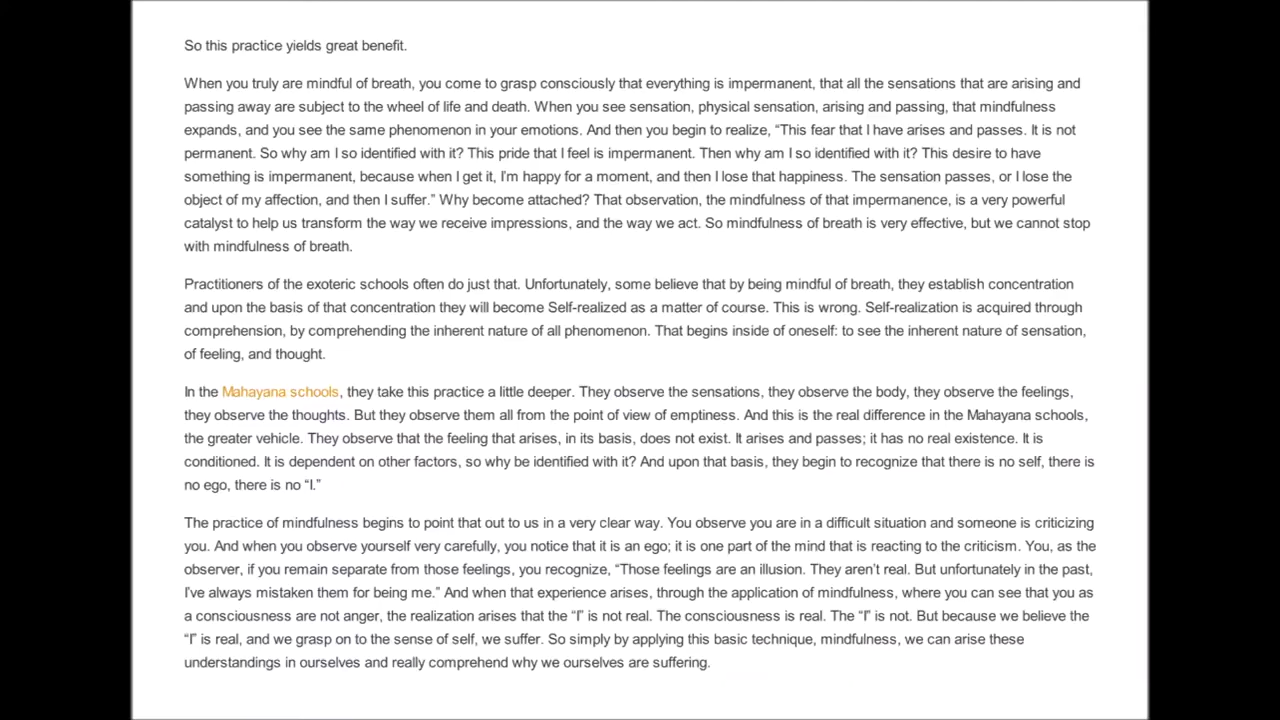 So this practice yields great benefit.
When you truly are mindful of breath, you come to grasp consciously that everything is impermanent, that all the sensations that are arising and
passing away are subject to the wheel of life and death. When you see sensation, physical sensation, arising and passing, that mindfulness
expands, and you see the same phenomenon in your emotions. And then you begin to realize, “This fear that I have arises and passes. It is not
permanent. So why am I so identified with it? This pride that I feel is impermanent. Then why am I so identified with it? This desire to have
something is impermanent, because when I get it, I’m happy for a moment, and then I lose that happiness. The sensation passes, or I lose the
object of my affection, and then I suffer.” Why become attached? That observation, the mindfulness of that impermanence, is a very powerful
catalyst to help us transform the way we receive impressions, and the way we act. So mindfulness of breath is very effective, but we cannot stop
with mindfulness of breath.
Practitioners of the exoteric schools often do just that. Unfortunately, some believe that by being mindful of breath, they establish concentration
and upon the basis of that concentration they will become Self-realized as a matter of course. This is wrong. Self-realization is acquired through
comprehension, by comprehending the inherent nature of all phenomenon. That begins inside of oneself: to see the inherent nature of sensation,
of feeling, and thought.
In the Mahayana schools, they take this practice a little deeper. They observe the sensations, they observe the body, they observe the feelings,
they observe the thoughts. But they observe them all from the point of view of emptiness. And this is the real difference in the Mahayana schools,
the greater vehicle. They observe that the feeling that arises, in its basis, does not exist. It arises and passes; it has no real existence. It is
conditioned. It is dependent on other factors, so why be identified with it? And upon that basis, they begin to recognize that there is no self, there is
no ego, there is no “I.”
The practice of mindfulness begins to point that out to us in a very clear way. You observe you are in a difficult situation and someone is criticizing
you. And when you observe yourself very carefully, you notice that it is an ego; it is one part of the mind that is reacting to the criticism. You, as the
observer, if you remain separate from those feelings, you recognize, “Those feelings are an illusion. They aren’t real. But unfortunately in the past,
I’ve always mistaken them for being me.” And when that experience arises, through the application of mindfulness, where you can see that you as
a consciousness are not anger, the realization arises that the “I” is not real. The consciousness is real. The “I” is not. But because we believe the
“I” is real, and we grasp on to the sense of self, we suffer. So simply by applying this basic technique, mindfulness, we can arise these
understandings in ourselves and really comprehend why we ourselves are suffering.